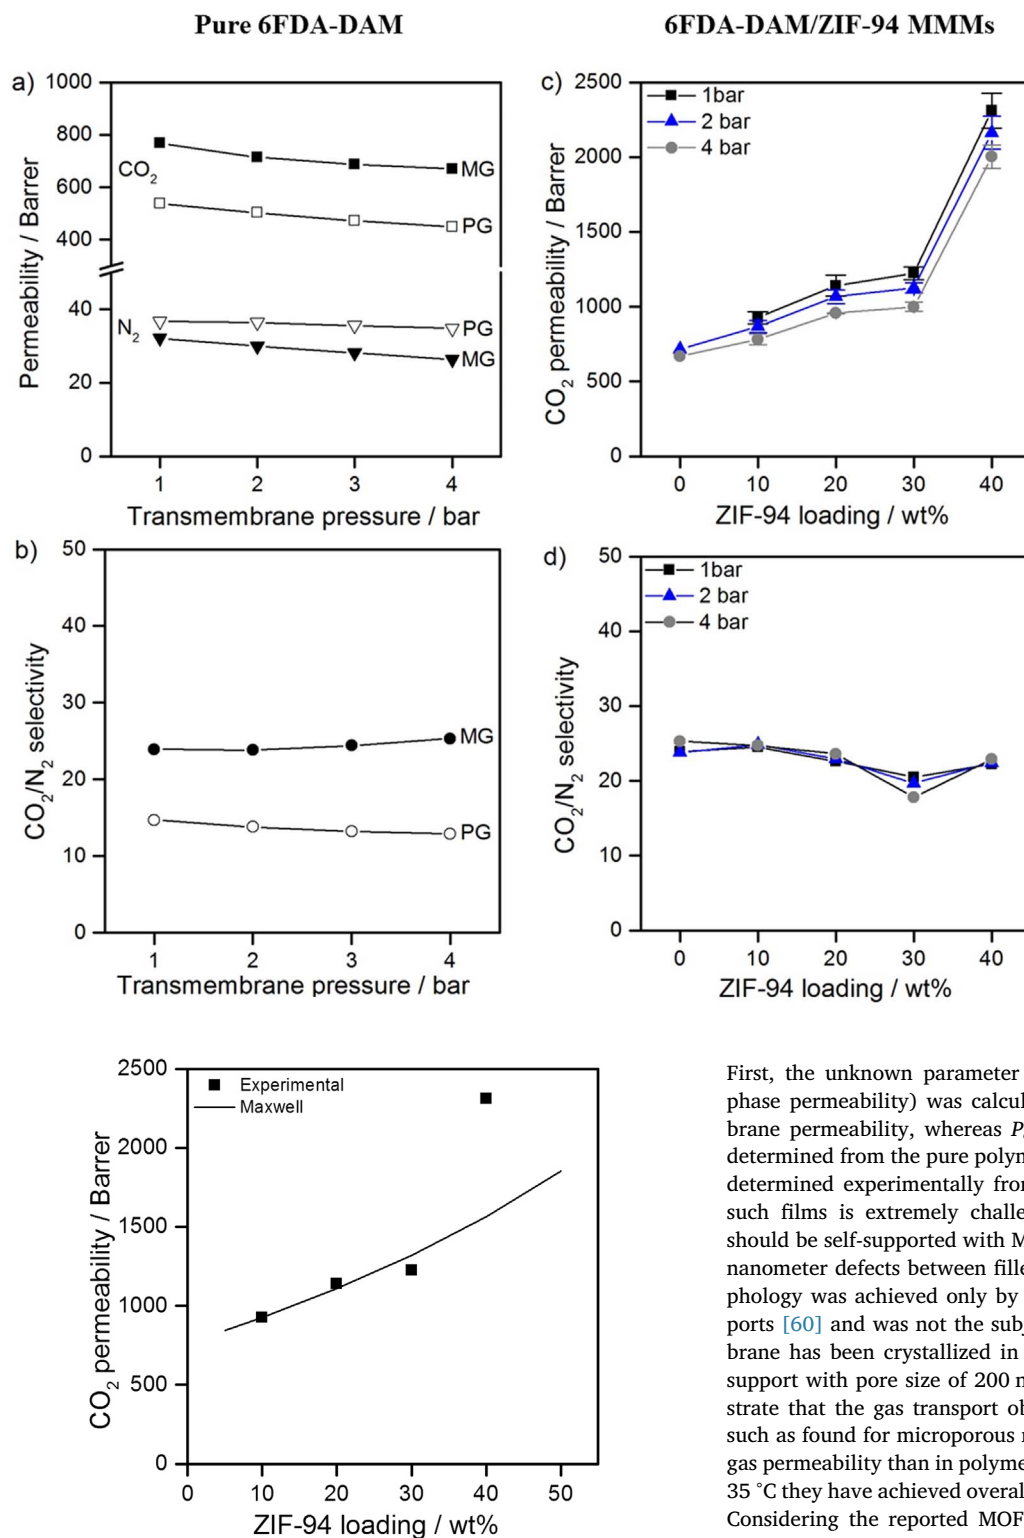 Pure 6FDA-DAM
6FDA-DAM/ZIF-94 MMMs
a)
1000
800
600
400
40
20
0
Permeability / Barrer
CO2
MG
PG
N2
PG
MG
1 2 3 4
Transmembrane pressure / bar
c)
2500
2000
1500
1000
500
0
CO2 permeability / Barrer
1bar
2 bar
4 bar
0 10 20 30 40
ZIF-94 loading / wt%
b)
50
40
30
20
10
0
CO2/N2 selectivity
MG
PG
1 2 3 4
Transmembrane pressure / bar
d)
50
40
30
20
10
0
CO2/N2 selectivity
1bar
2 bar
4 bar
0 10 20 30 40
ZIF-94 loading / wt%
2500
2000
1500
1000
500
0
CO2 permeability / Barrer
Experimental
Maxwell
0 10 20 30 40 50
ZIF-94 loading / wt%
First, the unknown parameter
phase permeability) was calcul
brane permeability, whereas P
determined from the pure polyn
determined experimentally fron
such films is extremely challe
should be self-supported with M
nanometer defects between fille
phology was achieved only by
ports [60] and was not the subj
brane has been crystallized in
support with pore size of 200 n
strate that the gas transport ob
such as found for microporous r
gas permeability than in polyme
35 °C they have achieved overal
Considering the reported MOF